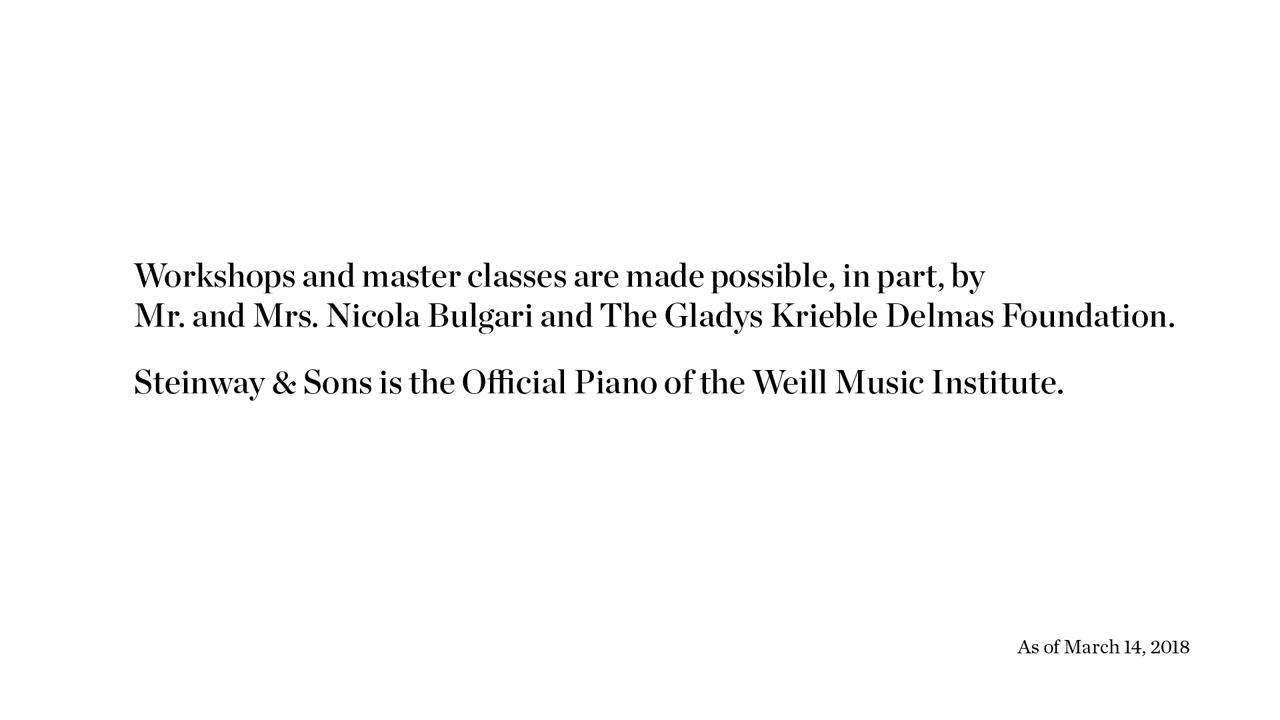 Workshops and master classes are made possible, in part, by
Mr. and Mrs. Nicola Bulgari and The Gladys Krieble Delmas Foundation.
Steinway & Sons is the Official Piano of the Weill Music Institute.
As of March 14, 2018